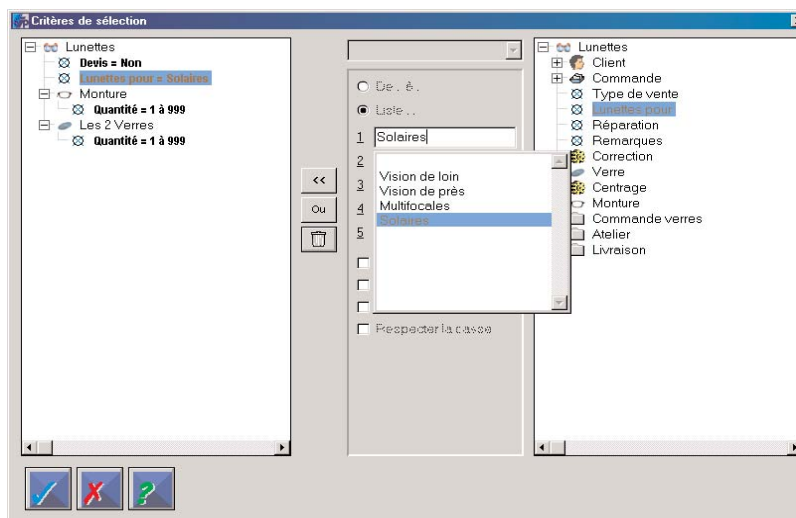 Critères de sélection
Lunettes
Devis = Non
Lunettes pour = Solaires
Monture
Quantité = 1 à 999
Les 2 Verres
Quantité = 1 à 999
<<
Ou
De.. à..
Liste...
1 Solaires
2
3
4
5
Vision de loin
Vision de près
Multifocales
Solaires
Respecter la casse
Lunettes
Client
Commande
Type de vente
Lunettes pour
Réparation
Remarques
Correction
Verre
Centrage
Monture
Commande verres
Atelier
Livraison